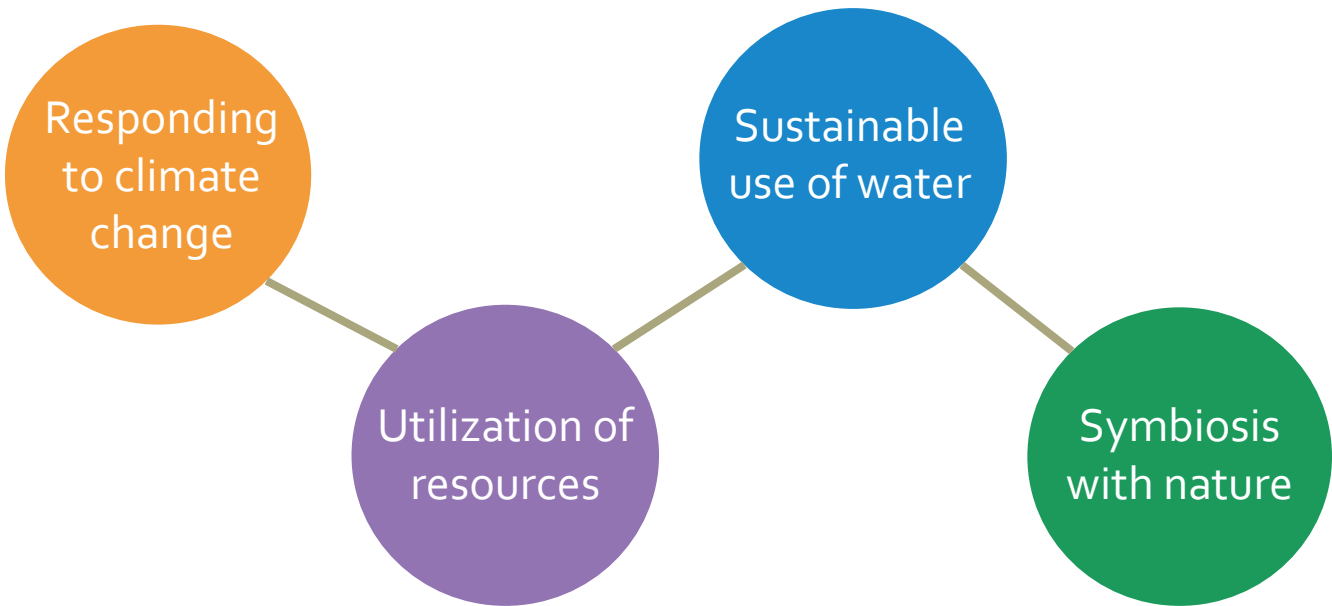 Responding
to climate
change
Utilization of
resources
Sustainable
use of water
Symbiosis
with nature